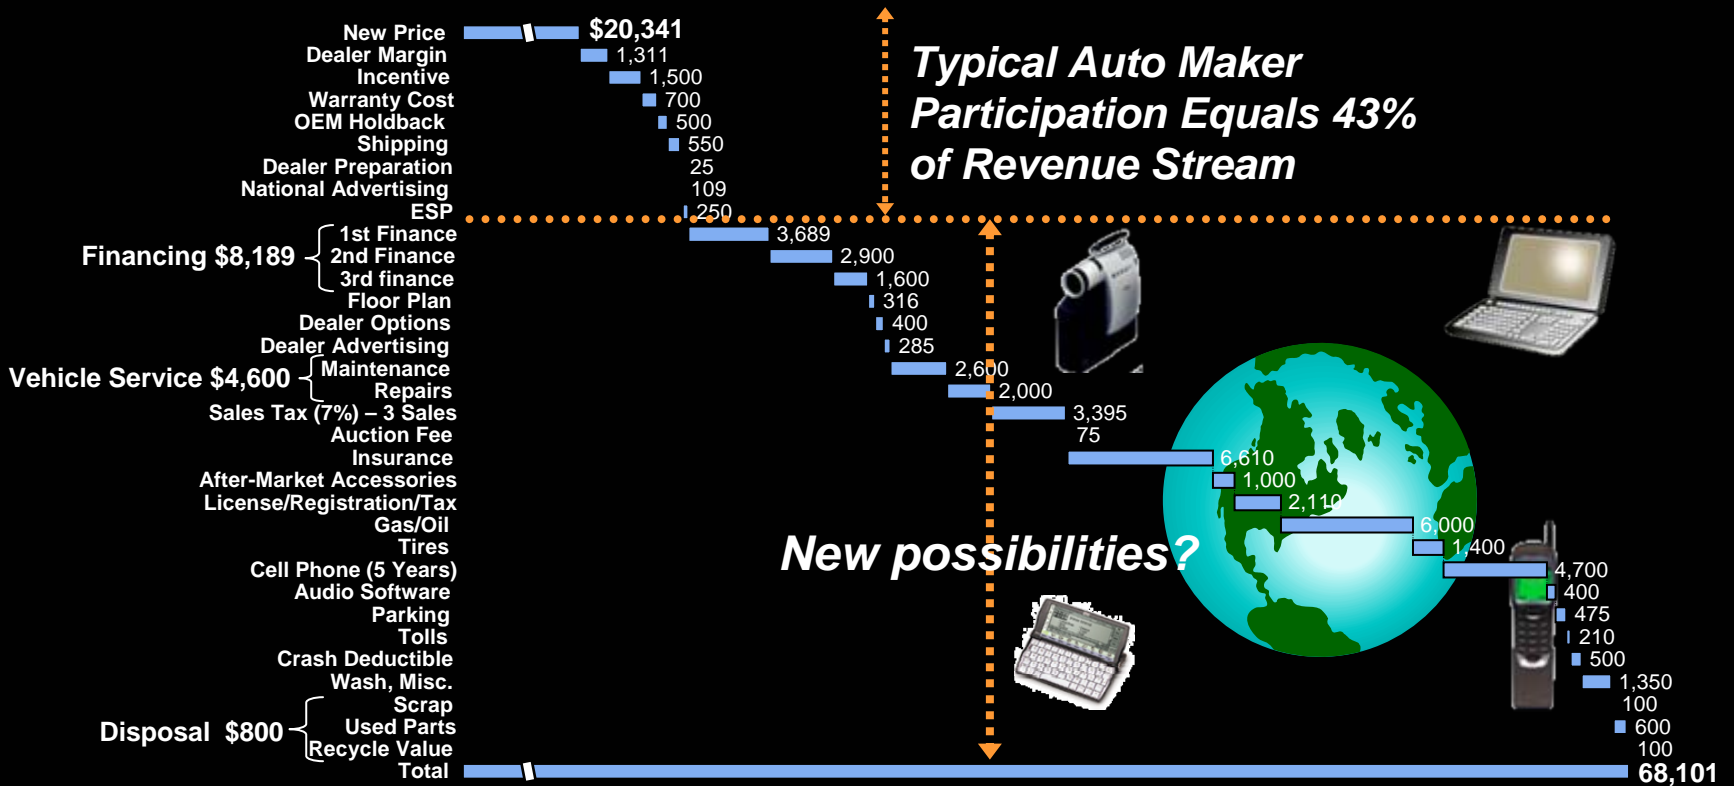 New Price $20,341
Dealer Margin 1,311
Incentive 1,500
Warranty Cost 700
OEM Holdback 500
Shipping 550
Dealer Preparation 25
National Advertising 109
ESP 250
Typical Auto Maker
Participation Equals 43%
of Revenue Stream
Financing $8,189
1st Finance 3,689
2nd Finance 2,900
3rd finance 1,600
Floor Plan 316
Dealer Options 400
Dealer Advertising 285
Vehicle Service $4,600
Maintenance 2,600
Repairs 2,000
Sales Tax (7%) – 3 Sales 3,395
Auction Fee 75
Insurance 6,610
After-Market Accessories 1,000
License/Registration/Tax 2,110
Gas/Oil 6,000
Tires 1,400
New possibilities?
Cell Phone (5 Years) 4,700
Audio Software 400
Parking 475
Tolls 210
Crash Deductible 500
Wash, Misc. 1,350
Disposal $800
Scrap 100
Used Parts 600
Recycle Value 100
Total 68,101